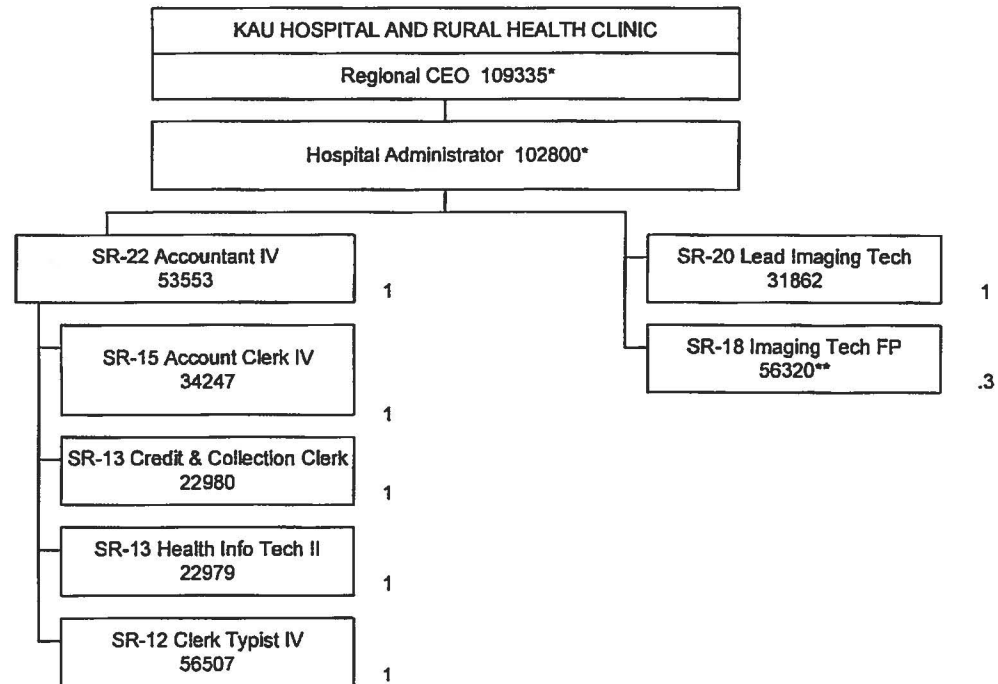 KAU HOSPITAL AND RURAL HEALTH CLINIC
Regional CEO 109335*
Hospital Administrator 102800*
SR-22 Accountant IV
53553
1
SR-15 Account Clerk IV
34247
1
SR-13 Credit & Collection Clerk
22980
1
SR-13 Health Info Tech II
22979
1
SR-12 Clerk Typist IV
56507
1
SR-20 Lead Imaging Tech
31862
1
SR-18 Imaging Tech FP
56320**
.3